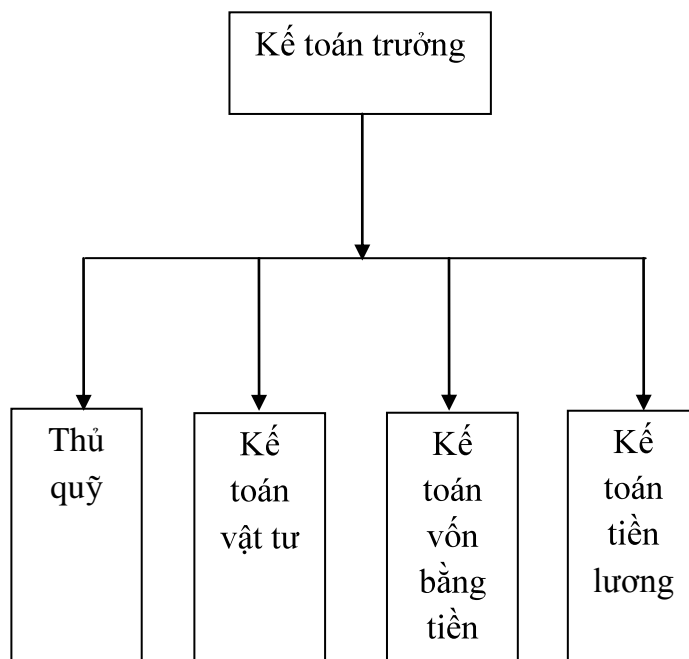 Kế toán trưởng
Thủ
quỹ
Kế
toán
vật tư
Kế
toán
vốn
bằng
tiền
Kế
toán
tiền
lương